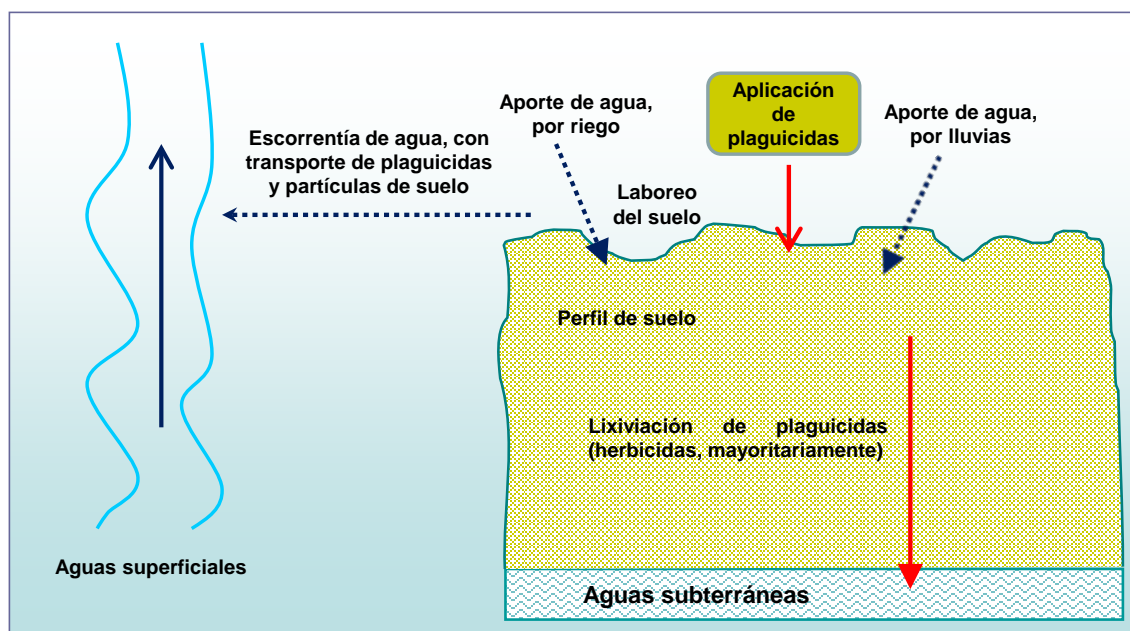 Escorrentía de agua, con
transporte de plaguicidas
y partículas de suelo
Aporte de agua,
por riego
Aplicación
de
plaguicidas
Aporte de agua,
por lluvias
Laboreo
del suelo
Perfil de suelo
Lixiviación de plaguicidas
(herbicidas, mayoritariamente)
Aguas superficiales
Aguas subterráneas